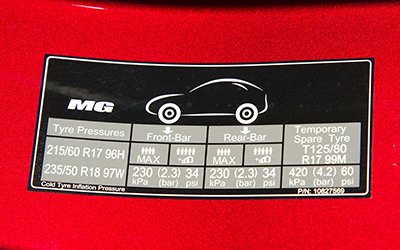 MG
Tyre Pressures Front-Bar Rear-Bar Temporary Spare Tyre
215/60 R17 96H MAX MAX T125/80 R17 99M
235/50 R18 97W 230 (2.3) 34 230 (2.3) 34 420 (4.2) 60
kPa (bar) psi kPa (bar) psi kPa (bar) psi
Cold Tyre Inflation Pressure P/N: 10827569